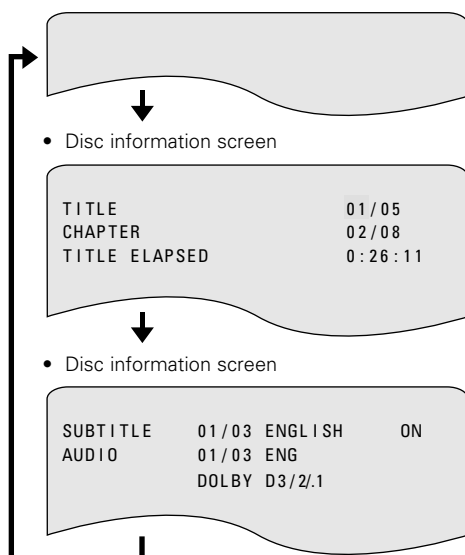 • Disc information screen
TITLE 01/05
CHAPTER 02/08
TITLE ELAPSED 0:26:11
• Disc information screen
SUBTITLE 01/03 ENGLISH ON
AUDIO 01/03 ENG
DOLBY D3/2/.1